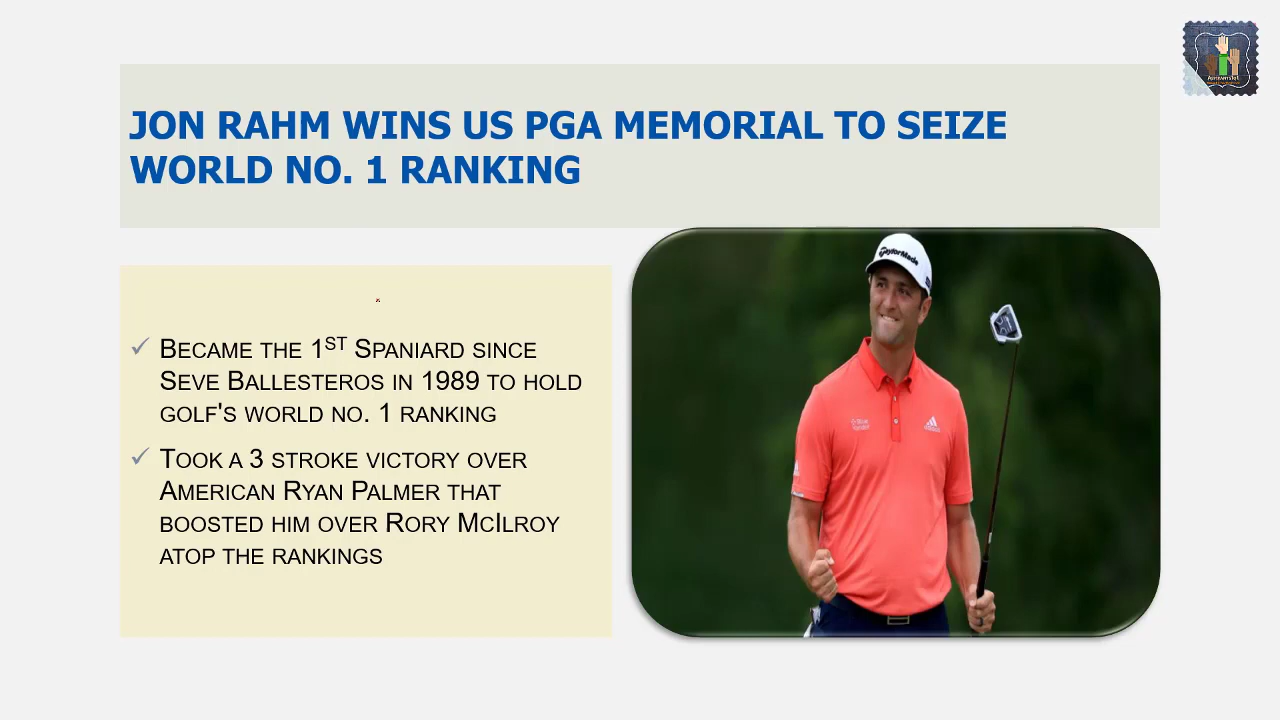 JON RAHM WINS US PGA MEMORIAL TO SEIZE
WORLD NO. 1 RANKING
BECAME THE 1ST SPANIARD SINCE
SEVE BALLESTEROS IN 1989 TO HOLD
GOLF'S WORLD NO. 1 RANKING
TOOK A 3 STROKE VICTORY OVER
AMERICAN RYAN PALMER THAT
BOOSTED HIM OVER RORY MCILROY
ATOP THE RANKINGS
TaylorMade
adidas